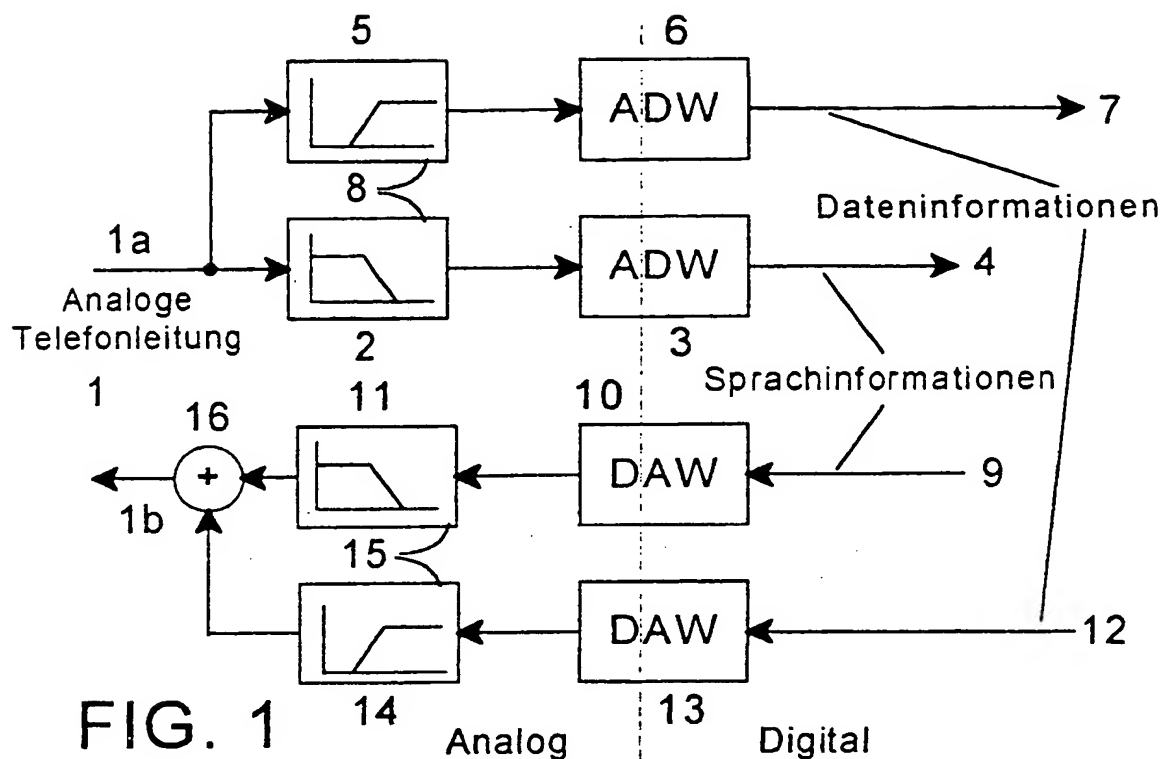 5
6
ADW
7
8
Dateninformationen
1a
ADW
4
Analoge
Telefonleitung
2
3
Sprachinformationen
1
16
11
10
+
DAW
9
1b
15
DAW
12
14
13
FIG. 1
Analog
Digital